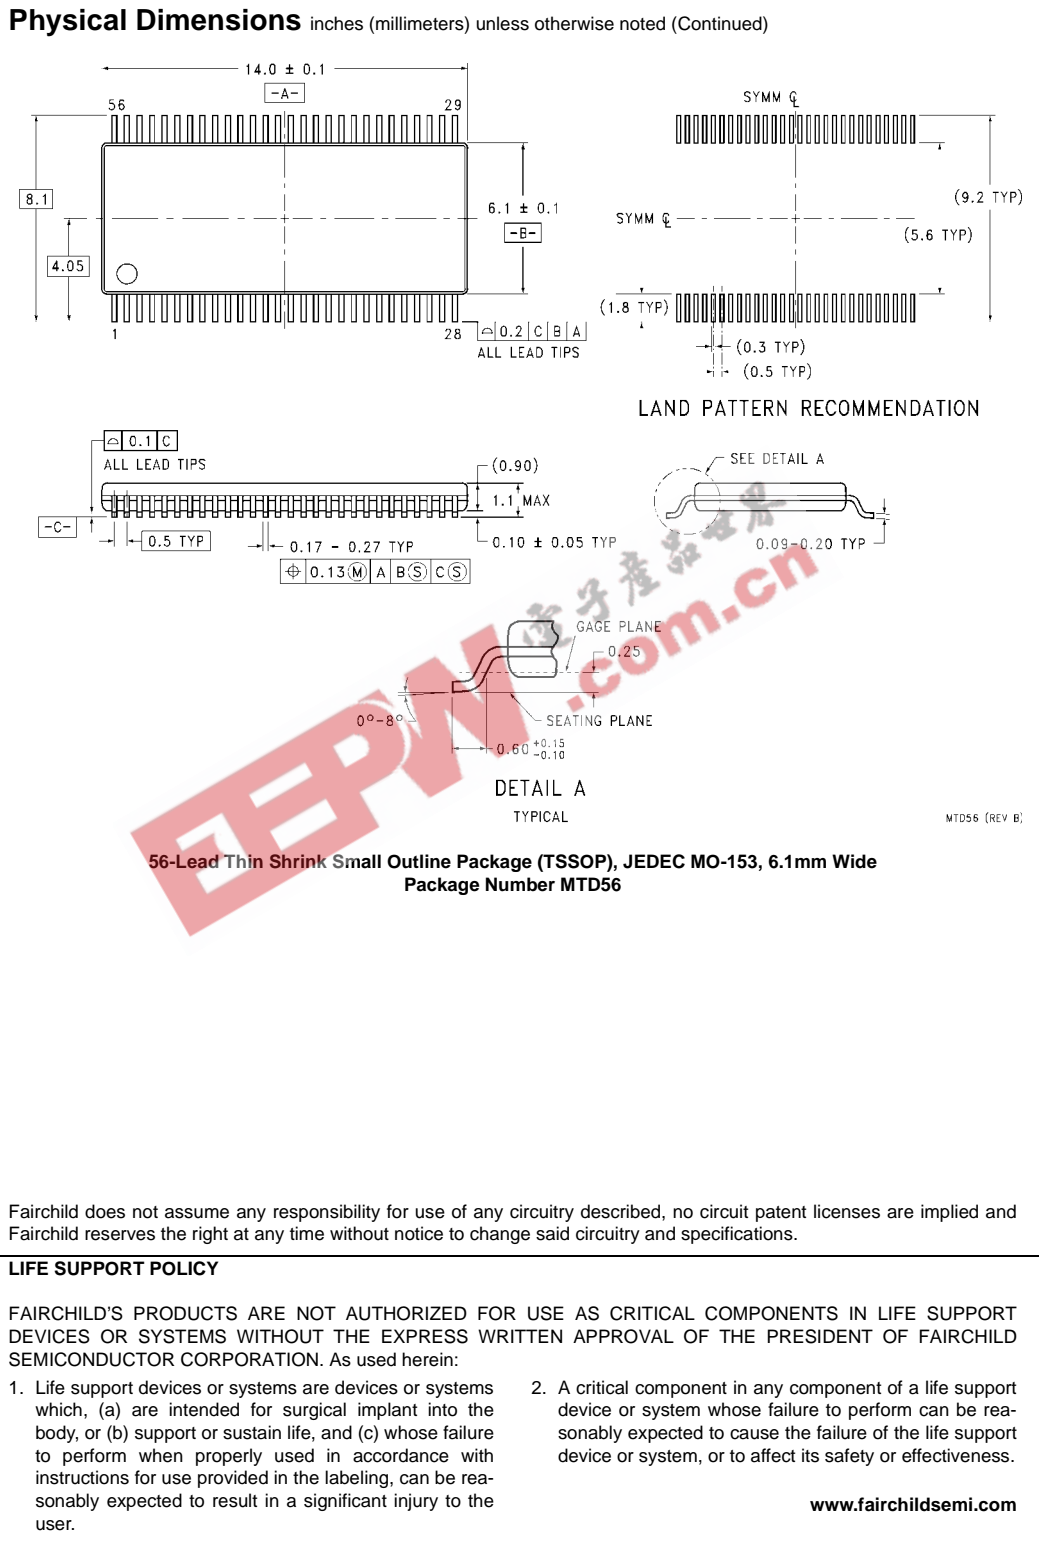 Physical Dimensions inches (millimeters) unless otherwise noted (Continued)
14.0 ± 0.1
-A-
56
29
8.1
4.05
6.1 ± 0.1
-B-
1
28
⌓ 0.2 C B A
ALL LEAD TIPS
SYMM ℄
SYMM ℄
(9.2 TYP)
(5.6 TYP)
(1.8 TYP)
(0.3 TYP)
(0.5 TYP)
LAND PATTERN RECOMMENDATION
⌓ 0.1 C
ALL LEAD TIPS
(0.90)
1.1 MAX
-C-
0.5 TYP
0.17 - 0.27 TYP
0.10 ± 0.05 TYP
⌖ 0.13 Ⓜ A BⓈ CⓈ
SEE DETAIL A
0.09-0.20 TYP
GAGE PLANE
0.25
0°-8°
SEATING PLANE
0.60 +0.15 -0.10
DETAIL A
TYPICAL
MTD56 (REV B)
EEPW 電子產品世界
.com.cn
56-Lead Thin Shrink Small Outline Package (TSSOP), JEDEC MO-153, 6.1mm Wide
Package Number MTD56
Fairchild does not assume any responsibility for use of any circuitry described, no circuit patent licenses are implied and
Fairchild reserves the right at any time without notice to change said circuitry and specifications.
LIFE SUPPORT POLICY
FAIRCHILD'S PRODUCTS ARE NOT AUTHORIZED FOR USE AS CRITICAL COMPONENTS IN LIFE SUPPORT
DEVICES OR SYSTEMS WITHOUT THE EXPRESS WRITTEN APPROVAL OF THE PRESIDENT OF FAIRCHILD
SEMICONDUCTOR CORPORATION. As used herein:
1. Life support devices or systems are devices or systems
which, (a) are intended for surgical implant into the
body, or (b) support or sustain life, and (c) whose failure
to perform when properly used in accordance with
instructions for use provided in the labeling, can be rea-
sonably expected to result in a significant injury to the
user.
2. A critical component in any component of a life support
device or system whose failure to perform can be rea-
sonably expected to cause the failure of the life support
device or system, or to affect its safety or effectiveness.
www.fairchildsemi.com